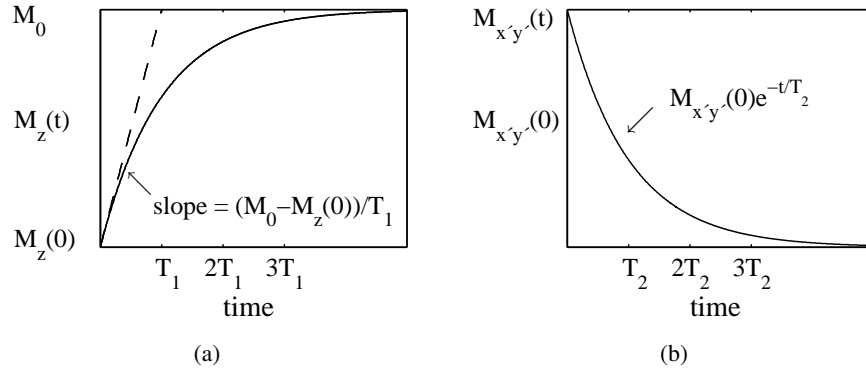 M_0
M_z(t)
M_z(0)
slope = (M_0–M_z(0))/T_1
T_1 2T_1 3T_1
time
(a)
M_x´y´(t)
M_x´y´(0)
M_x´y´(0)e^–t/T_2
T_2 2T_2 3T_2
time
(b)